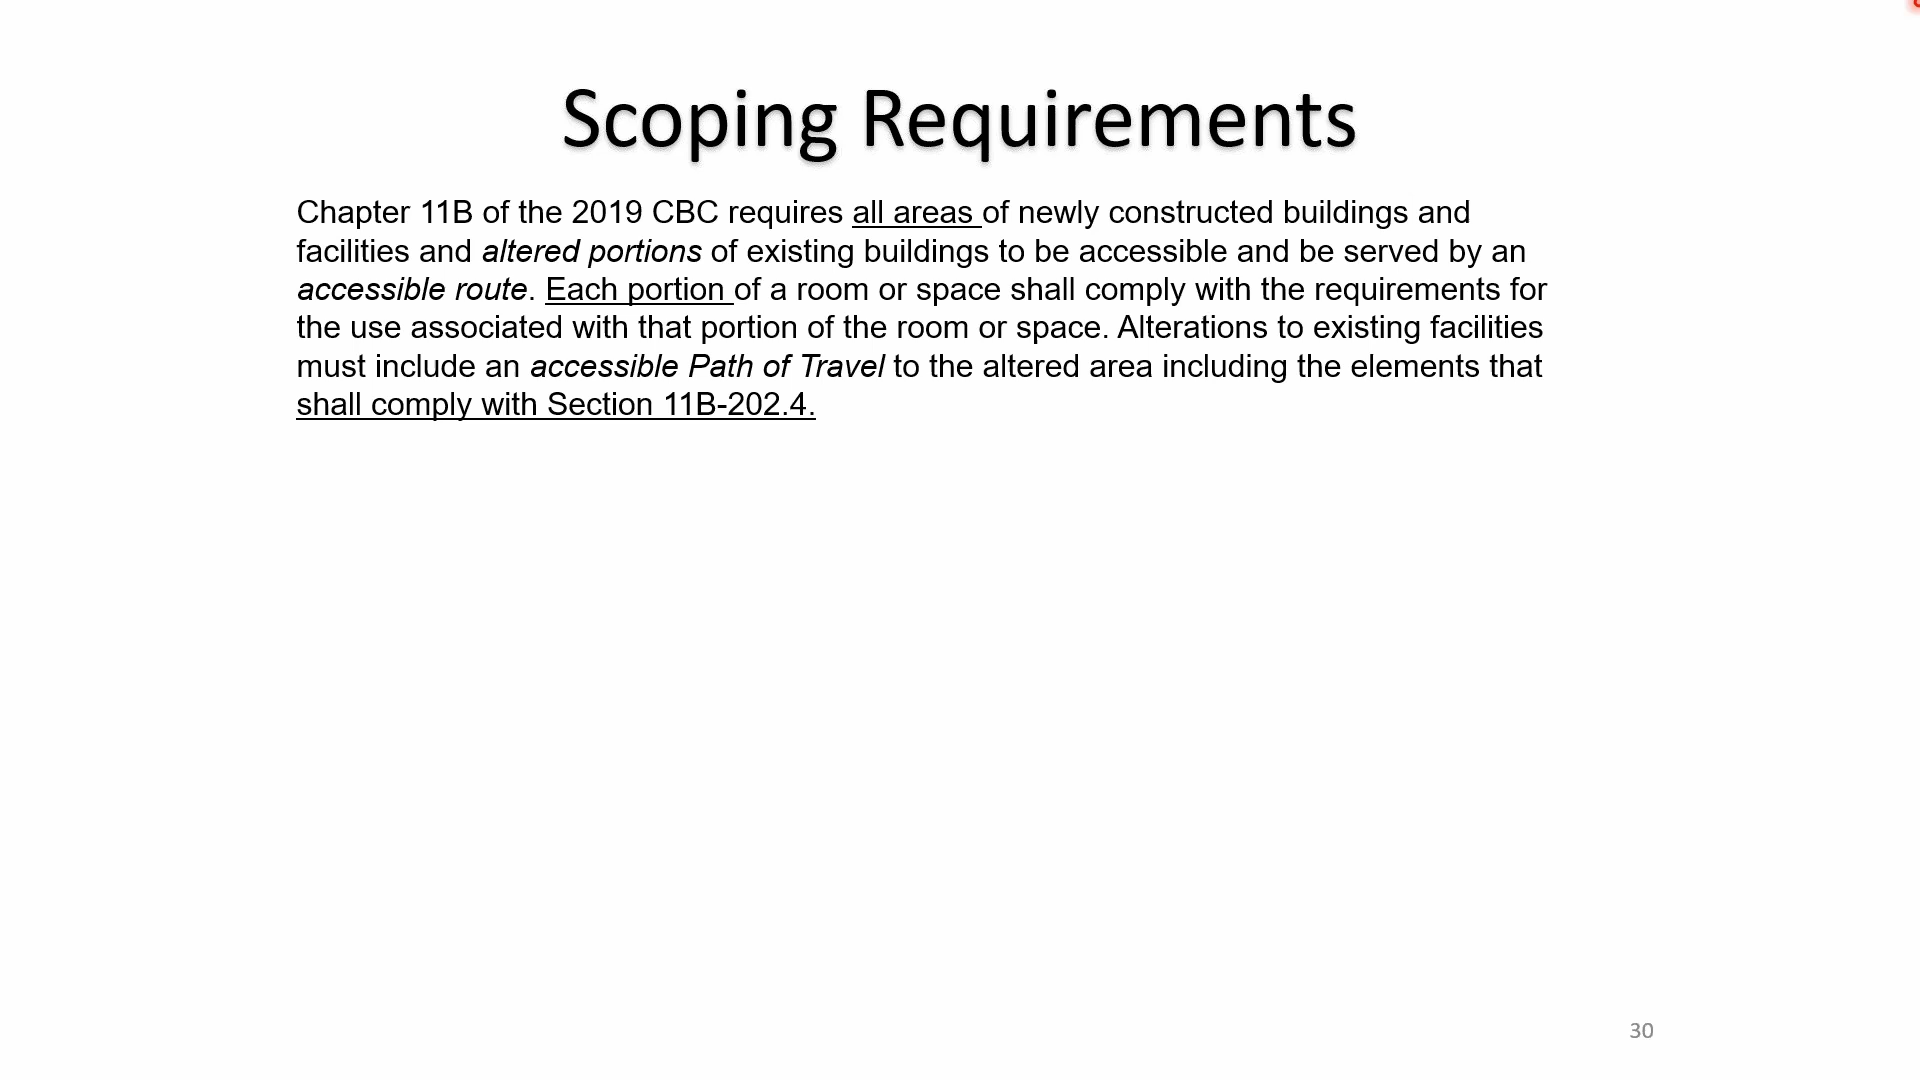 Scoping Requirements
Chapter 11B of the 2019 CBC requires all areas of newly constructed buildings and
facilities and altered portions of existing buildings to be accessible and be served by an
accessible route. Each portion of a room or space shall comply with the requirements for
the use associated with that portion of the room or space. Alterations to existing facilities
must include an accessible Path of Travel to the altered area including the elements that
shall comply with Section 11B-202.4.
30